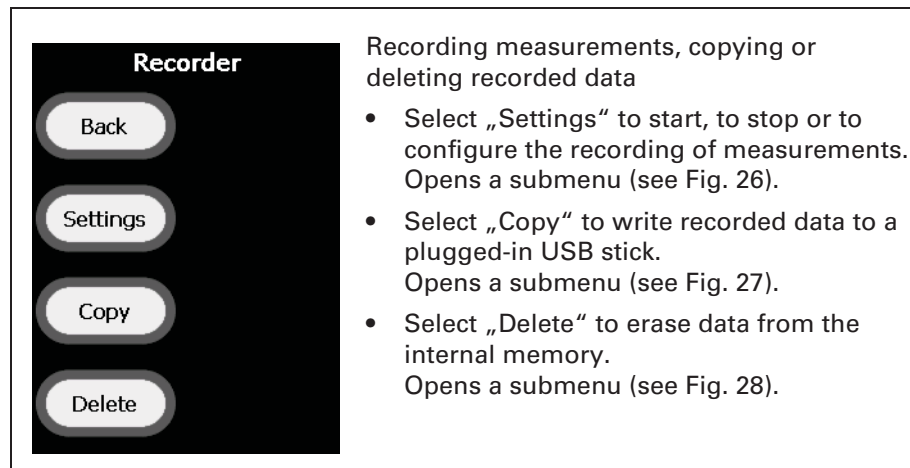 Recorder
Back
Settings
Copy
Delete
Recording measurements, copying or
deleting recorded data
• Select „Settings“ to start, to stop or to
configure the recording of measurements.
Opens a submenu (see Fig. 26).
• Select „Copy“ to write recorded data to a
plugged-in USB stick.
Opens a submenu (see Fig. 27).
• Select „Delete“ to erase data from the
internal memory.
Opens a submenu (see Fig. 28).